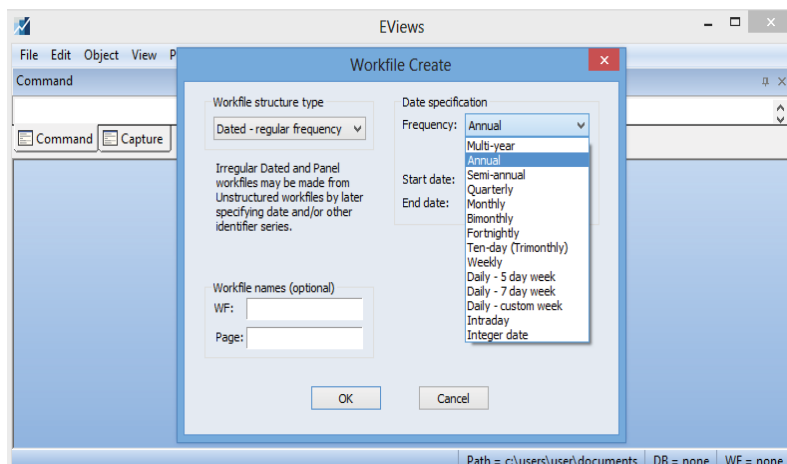 EViews
File Edit Object View P
Command
Command Capture
Workfile Create
Workfile structure type
Dated - regular frequency
Irregular Dated and Panel
workfiles may be made from
Unstructured workfiles by later
specifying date and/or other
identifier series.
Date specification
Frequency: Annual
Multi-year
Annual
Semi-annual
Quarterly
Monthly
Bimonthly
Fortnightly
Ten-day (Trimonthly)
Weekly
Daily - 5 day week
Daily - 7 day week
Daily - custom week
Intraday
Integer date
Start date:
End date:
Workfile names (optional)
WF:
Page:
OK Cancel
Path = c:\users\user\documents DB = none WF = none